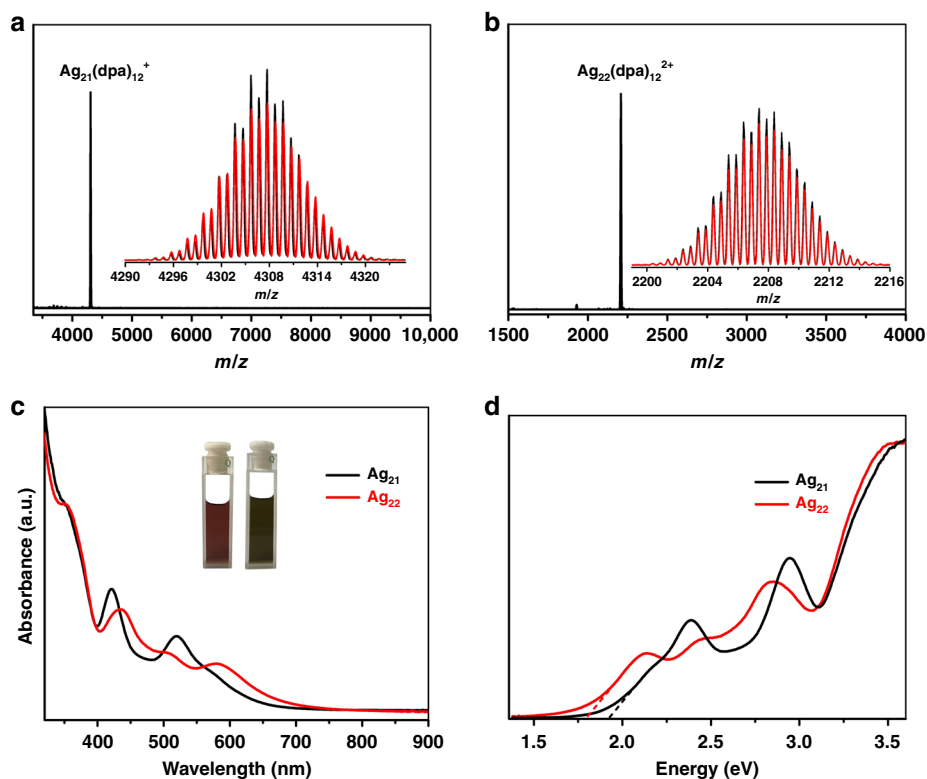 a
Ag21(dpa)12+
4290 4296 4302 4308 4314 4320
m/z
4000 5000 6000 7000 8000 9000 10,000
m/z
b
Ag22(dpa)12 2+
2200 2204 2208 2212 2216
m/z
1500 2000 2500 3000 3500 4000
m/z
c
Absorbance (a.u.)
Ag21
Ag22
400 500 600 700 800 900
Wavelength (nm)
d
Ag21
Ag22
1.5 2.0 2.5 3.0 3.5
Energy (eV)